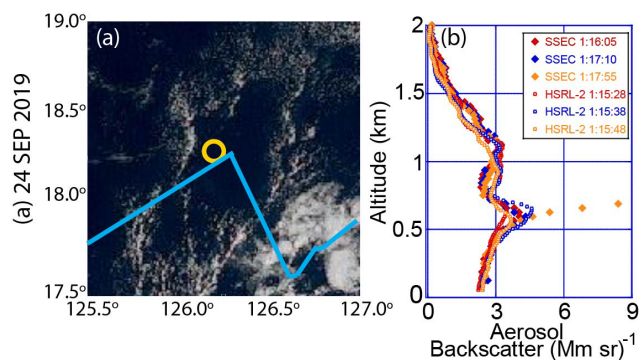 (a) 24 SEP 2019
19.0°
18.5°
18.0°
17.5°
(a)
125.5° 126.0° 126.5° 127.0°
(b)
Altitude (km)
2
1.5
1
0.5
0
SSEC 1:16:05
SSEC 1:17:10
SSEC 1:17:55
HSRL-2 1:15:28
HSRL-2 1:15:38
HSRL-2 1:15:48
0 3 6 9
Aerosol
Backscatter (Mm sr)⁻¹